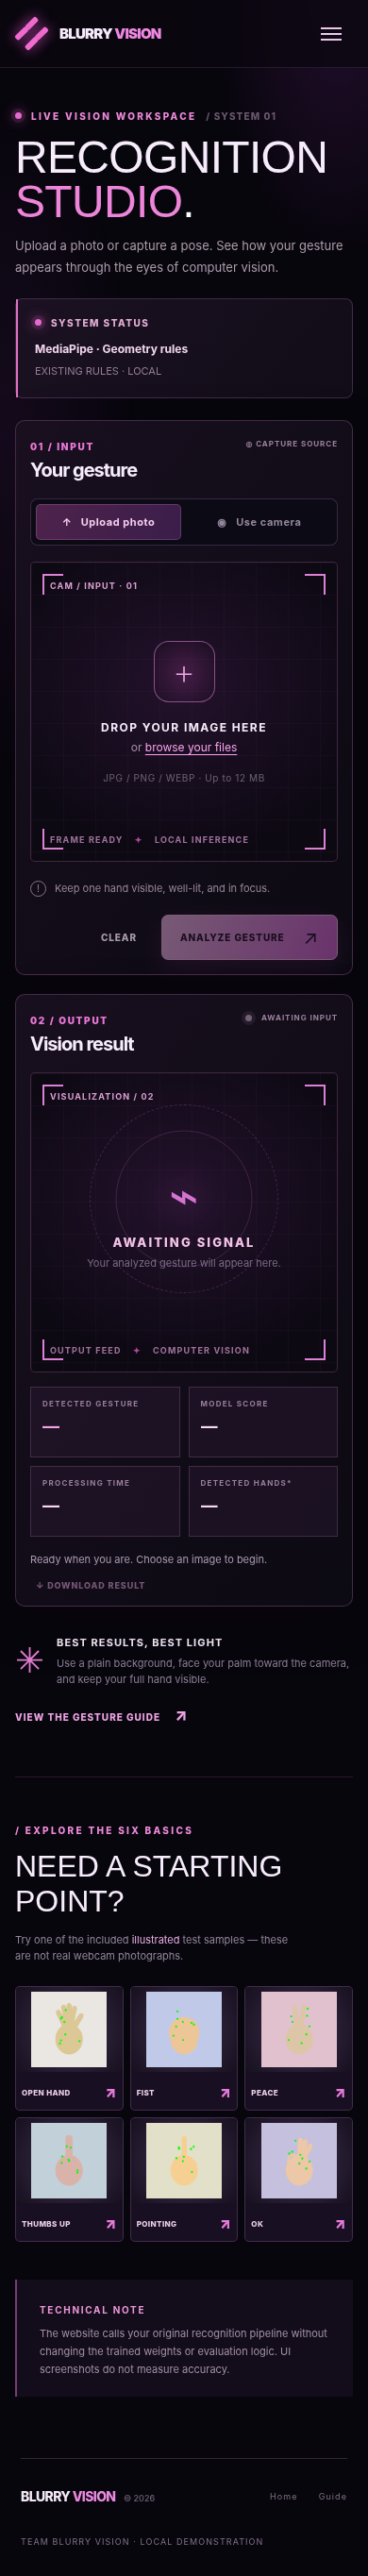 BLURRY VISION
LIVE VISION WORKSPACE / SYSTEM 01
RECOGNITION
STUDIO.
Upload a photo or capture a pose. See how your gesture
appears through the eyes of computer vision.
SYSTEM STATUS
MediaPipe · Geometry rules
EXISTING RULES · LOCAL
01 / INPUT
◎ CAPTURE SOURCE
Your gesture
↑ Upload photo
◉ Use camera
CAM / INPUT · 01
+
DROP YOUR IMAGE HERE
or browse your files
JPG / PNG / WEBP · Up to 12 MB
FRAME READY + LOCAL INFERENCE
! Keep one hand visible, well-lit, and in focus.
CLEAR
ANALYZE GESTURE ↗
02 / OUTPUT
AWAITING INPUT
Vision result
VISUALIZATION / 02
AWAITING SIGNAL
Your analyzed gesture will appear here.
OUTPUT FEED + COMPUTER VISION
DETECTED GESTURE
—
MODEL SCORE
—
PROCESSING TIME
—
DETECTED HANDS*
—
Ready when you are. Choose an image to begin.
↓ DOWNLOAD RESULT
BEST RESULTS, BEST LIGHT
Use a plain background, face your palm toward the camera,
and keep your full hand visible.
VIEW THE GESTURE GUIDE ↗
/ EXPLORE THE SIX BASICS
NEED A STARTING
POINT?
Try one of the included illustrated test samples — these
are not real webcam photographs.
OPEN HAND ↗
FIST ↗
PEACE ↗
THUMBS UP ↗
POINTING ↗
OK ↗
TECHNICAL NOTE
The website calls your original recognition pipeline without
changing the trained weights or evaluation logic. UI
screenshots do not measure accuracy.
BLURRY VISION © 2026
Home Guide
TEAM BLURRY VISION · LOCAL DEMONSTRATION